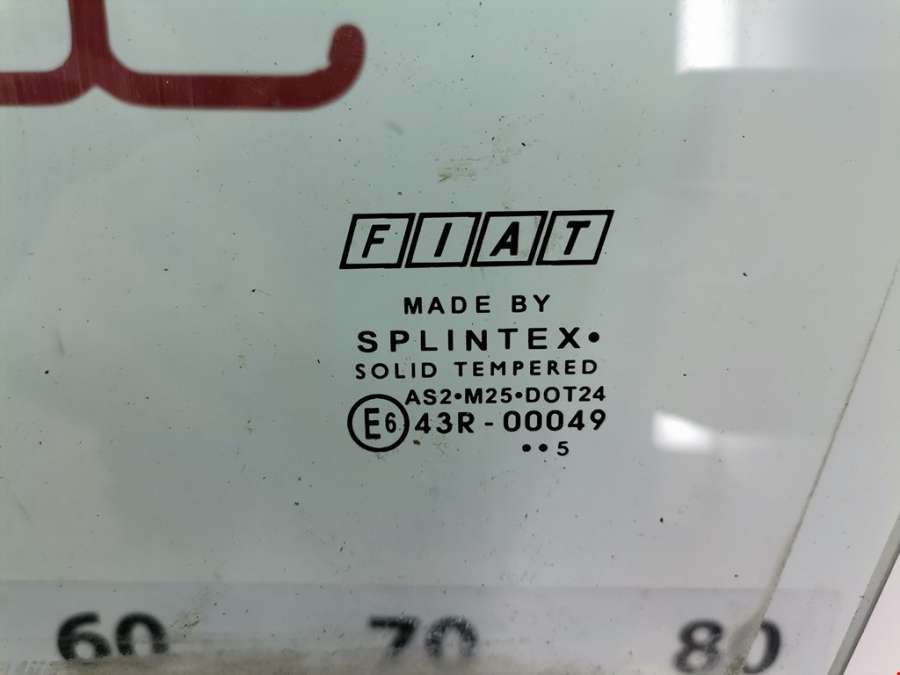 FIAT
MADE BY
SPLINTEX•
SOLID TEMPERED
AS2•M25•DOT24
E6 43R-00049
••5
60 70 80